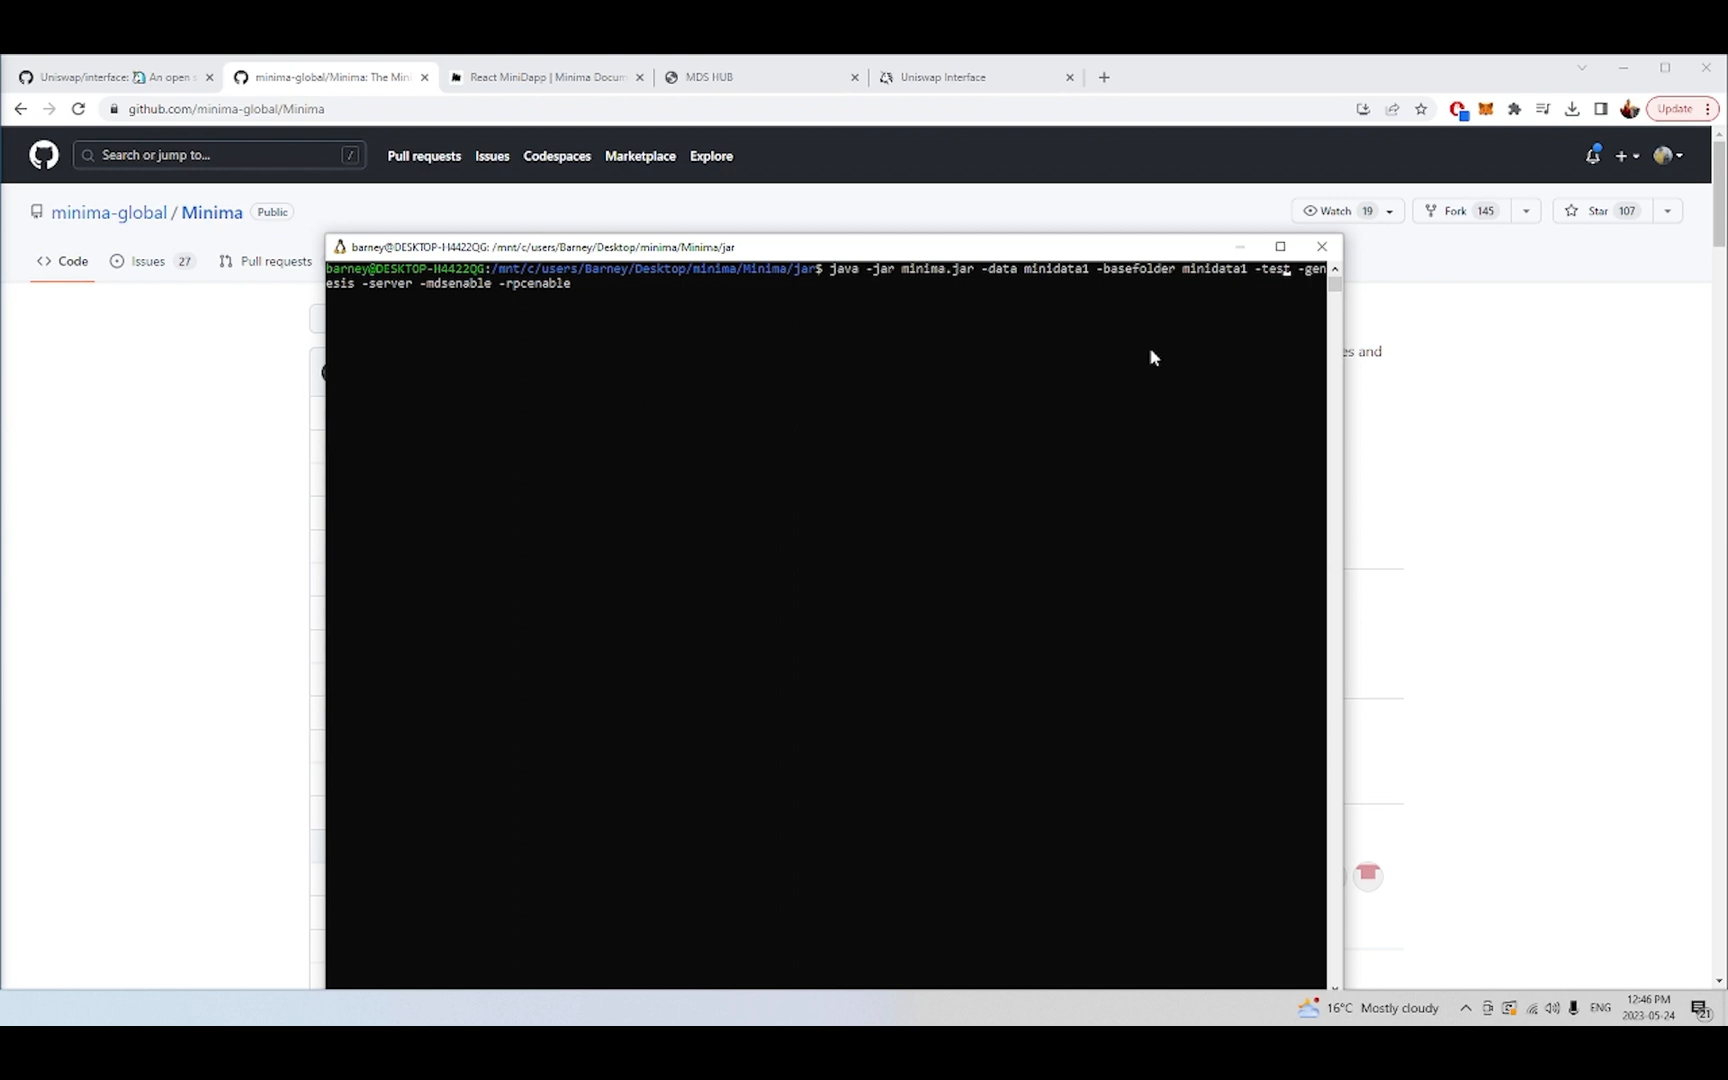 Uniswap/interface: An open s
minima-global/Minima: The Mini
React MiniDapp | Minima Docum
MDS HUB
Uniswap Interface
github.com/minima-global/Minima
Update
Search or jump to... /
Pull requests Issues Codespaces Marketplace Explore
minima-global / Minima Public
Watch 19 Fork 145 Star 107
Code Issues 27 Pull requests
barney@DESKTOP-H4422QG: /mnt/c/users/Barney/Desktop/minima/Minima/jar
barney@DESKTOP-H4422QG:/mnt/c/users/Barney/Desktop/minima/Minima/jar$ java -jar minima.jar -data minidata1 -basefolder minidata1 -test -gen
esis -server -mdsenable -rpcenable
es and
16°C Mostly cloudy ENG 12:46 PM
2023-05-24
21